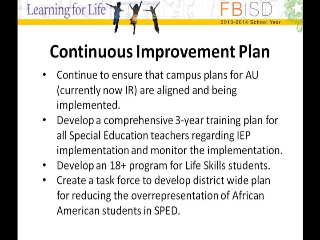 Learning for Life
FBISD
2013-2014 School Year
Continuous Improvement Plan
• Continue to ensure that campus plans for AU
(currently now IR) are aligned and being
implemented.
• Develop a comprehensive 3-year training plan for
all Special Education teachers regarding IEP
implementation and monitor the implementation.
• Develop an 18+ program for Life Skills students.
• Create a task force to develop district wide plan
for reducing the overrepresentation of African
American students in SPED.